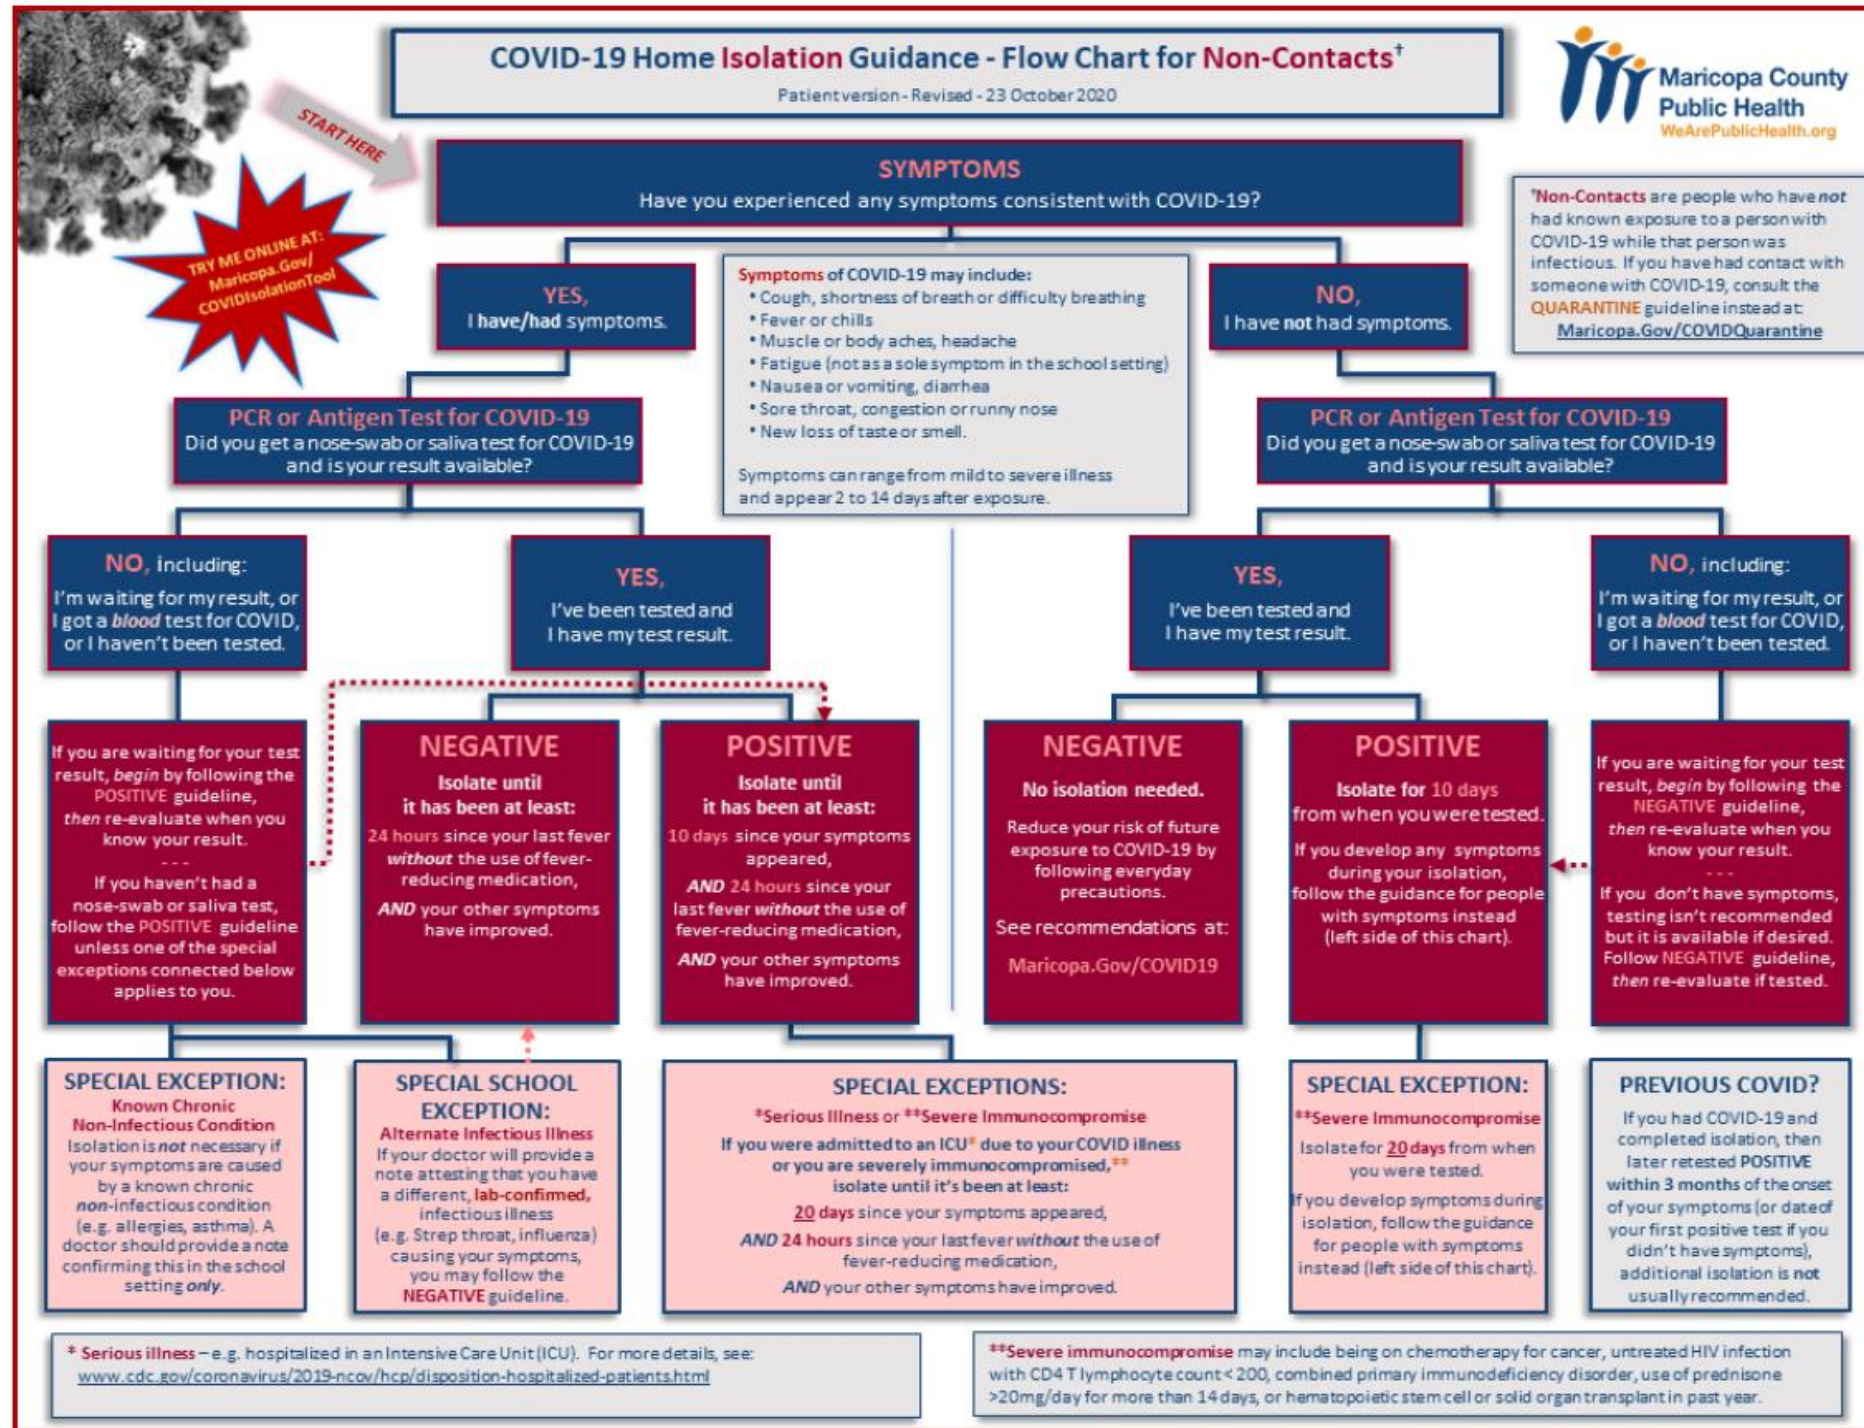 COVID-19 Home Isolation Guidance - Flow Chart for Non-Contacts†
Patient version - Revised - 23 October 2020
Maricopa County
Public Health
WeArePublicHealth.org
START HERE
TRY ME ONLINE AT:
Maricopa.Gov/
COVIDIsolationTool
SYMPTOMS
Have you experienced any symptoms consistent with COVID-19?
†Non-Contacts are people who have not
had known exposure to a person with
COVID-19 while that person was
infectious. If you have had contact with
someone with COVID-19, consult the
QUARANTINE guideline instead at:
Maricopa.Gov/COVIDQuarantine
YES,
I have/had symptoms.
Symptoms of COVID-19 may include:
• Cough, shortness of breath or difficulty breathing
• Fever or chills
• Muscle or body aches, headache
• Fatigue (not as a sole symptom in the school setting)
• Nausea or vomiting, diarrhea
• Sore throat, congestion or runny nose
• New loss of taste or smell.
Symptoms can range from mild to severe illness
and appear 2 to 14 days after exposure.
NO,
I have not had symptoms.
PCR or Antigen Test for COVID-19
Did you get a nose-swab or saliva test for COVID-19
and is your result available?
PCR or Antigen Test for COVID-19
Did you get a nose-swab or saliva test for COVID-19
and is your result available?
NO, including:
I'm waiting for my result, or
I got a blood test for COVID,
or I haven't been tested.
YES,
I've been tested and
I have my test result.
YES,
I've been tested and
I have my test result.
NO, including:
I'm waiting for my result, or
I got a blood test for COVID,
or I haven't been tested.
If you are waiting for your test
result, begin by following the
POSITIVE guideline,
then re-evaluate when you
know your result.
- - -
If you haven't had a
nose-swab or saliva test,
follow the POSITIVE guideline
unless one of the special
exceptions connected below
applies to you.
NEGATIVE
Isolate until
it has been at least:
24 hours since your last fever
without the use of fever-
reducing medication,
AND your other symptoms
have improved.
POSITIVE
Isolate until
it has been at least:
10 days since your symptoms
appeared,
AND 24 hours since your
last fever without the use of
fever-reducing medication,
AND your other symptoms
have improved.
NEGATIVE
No isolation needed.
Reduce your risk of future
exposure to COVID-19 by
following everyday
precautions.
See recommendations at:
Maricopa.Gov/COVID19
POSITIVE
Isolate for 10 days
from when you were tested.
If you develop any symptoms
during your isolation,
follow the guidance for people
with symptoms instead
(left side of this chart).
If you are waiting for your test
result, begin by following the
NEGATIVE guideline,
then re-evaluate when you
know your result.
- - -
If you don't have symptoms,
testing isn't recommended
but it is available if desired.
Follow NEGATIVE guideline,
then re-evaluate if tested.
SPECIAL EXCEPTION:
Known Chronic
Non-Infectious Condition
Isolation is not necessary if
your symptoms are caused
by a known chronic
non-infectious condition
(e.g. allergies, asthma). A
doctor should provide a note
confirming this in the school
setting only.
SPECIAL SCHOOL
EXCEPTION:
Alternate Infectious Illness
If your doctor will provide a
note attesting that you have
a different, lab-confirmed,
infectious illness
(e.g. Strep throat, influenza)
causing your symptoms,
you may follow the
NEGATIVE guideline.
SPECIAL EXCEPTIONS:
*Serious Illness or **Severe Immunocompromise
If you were admitted to an ICU* due to your COVID illness
or you are severely immunocompromised,**
isolate until it's been at least:
20 days since your symptoms appeared,
AND 24 hours since your last fever without the use of
fever-reducing medication,
AND your other symptoms have improved.
SPECIAL EXCEPTION:
**Severe Immunocompromise
Isolate for 20 days from when
you were tested.
If you develop symptoms during
isolation, follow the guidance
for people with symptoms
instead (left side of this chart).
PREVIOUS COVID?
If you had COVID-19 and
completed isolation, then
later retested POSITIVE
within 3 months of the onset
of your symptoms (or date of
your first positive test if you
didn't have symptoms),
additional isolation is not
usually recommended.
* Serious illness – e.g. hospitalized in an Intensive Care Unit (ICU). For more details, see:
www.cdc.gov/coronavirus/2019-ncov/hcp/disposition-hospitalized-patients.html
**Severe immunocompromise may include being on chemotherapy for cancer, untreated HIV infection
with CD4 T lymphocyte count < 200, combined primary immunodeficiency disorder, use of prednisone
>20mg/day for more than 14 days, or hematopoietic stem cell or solid organ transplant in past year.